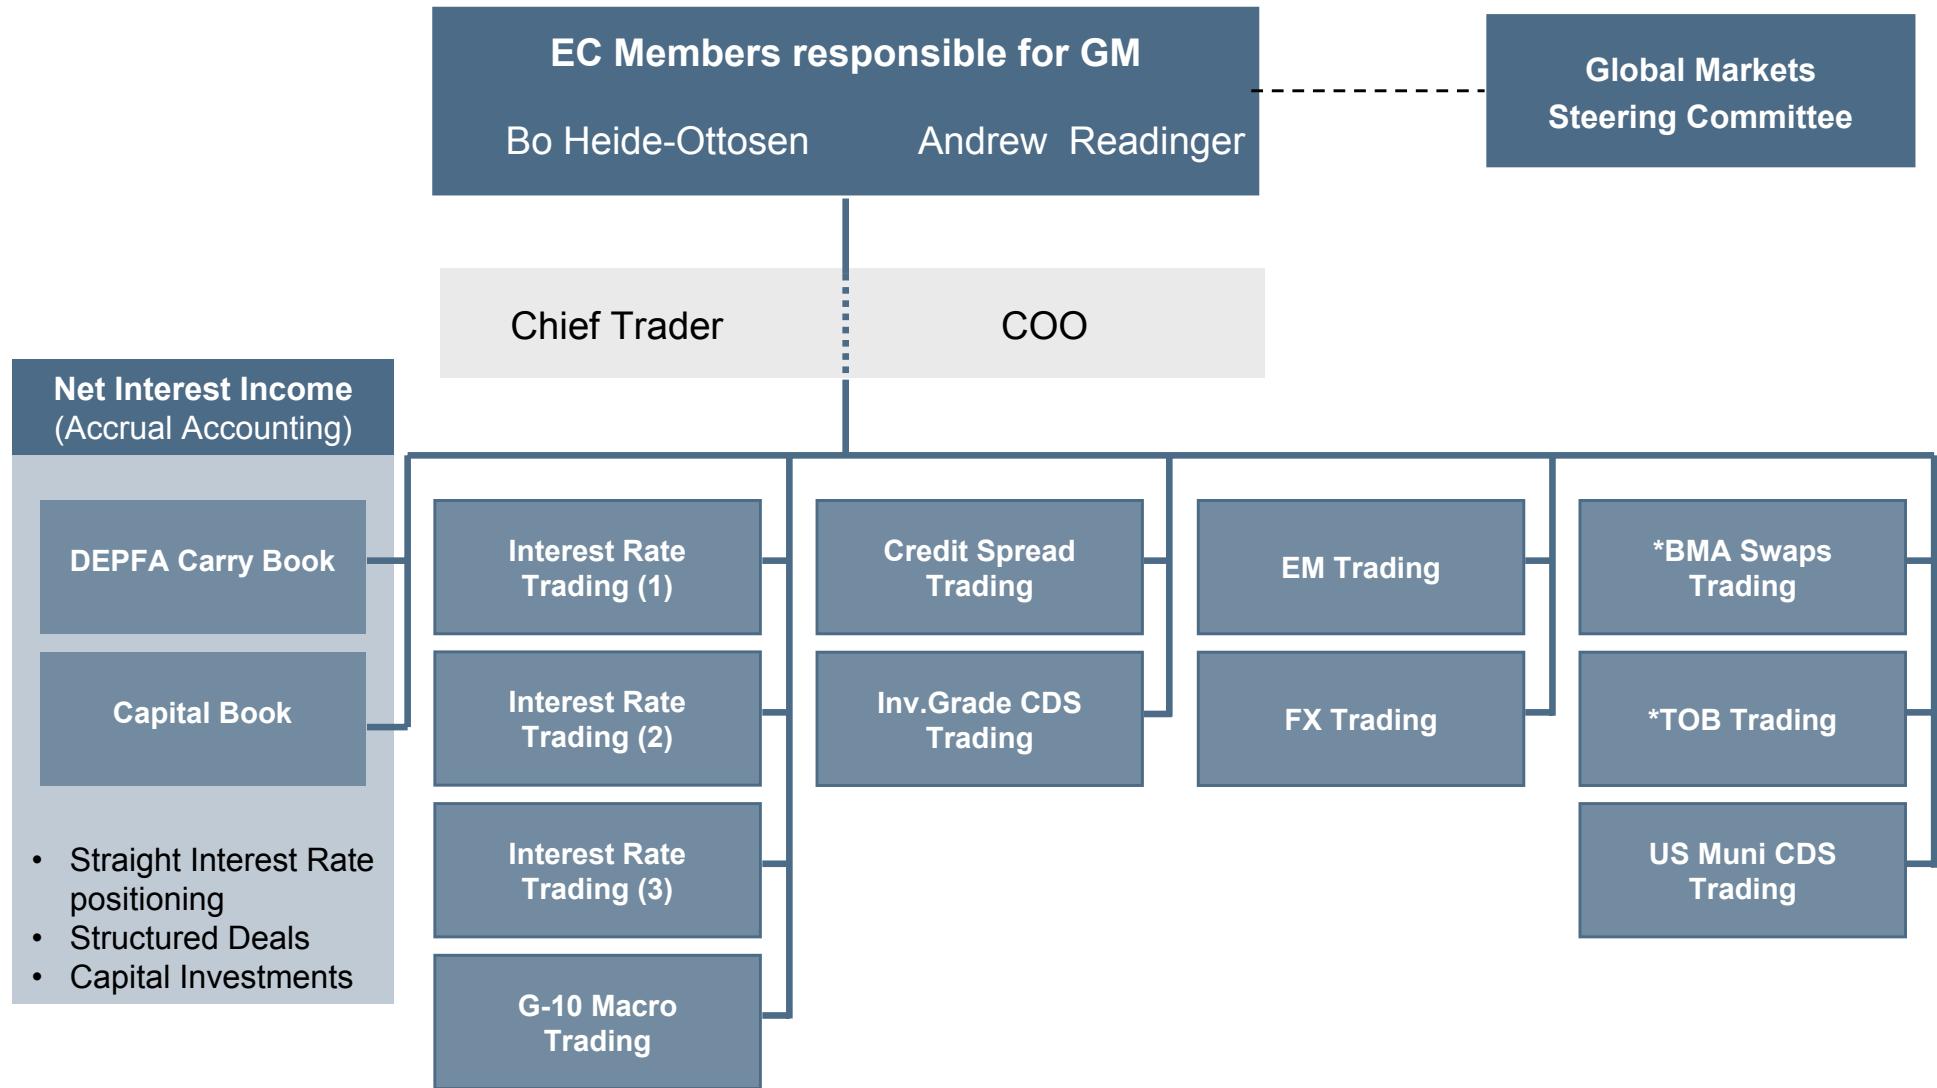 EC Members responsible for GM
Bo Heide-Ottosen Andrew Readinger
Global Markets
Steering Committee
Chief Trader
COO
Net Interest Income
(Accrual Accounting)
DEPFA Carry Book
Capital Book
• Straight Interest Rate
positioning
• Structured Deals
• Capital Investments
Interest Rate
Trading (1)
Interest Rate
Trading (2)
Interest Rate
Trading (3)
G-10 Macro
Trading
Credit Spread
Trading
Inv.Grade CDS
Trading
EM Trading
FX Trading
*BMA Swaps
Trading
*TOB Trading
US Muni CDS
Trading